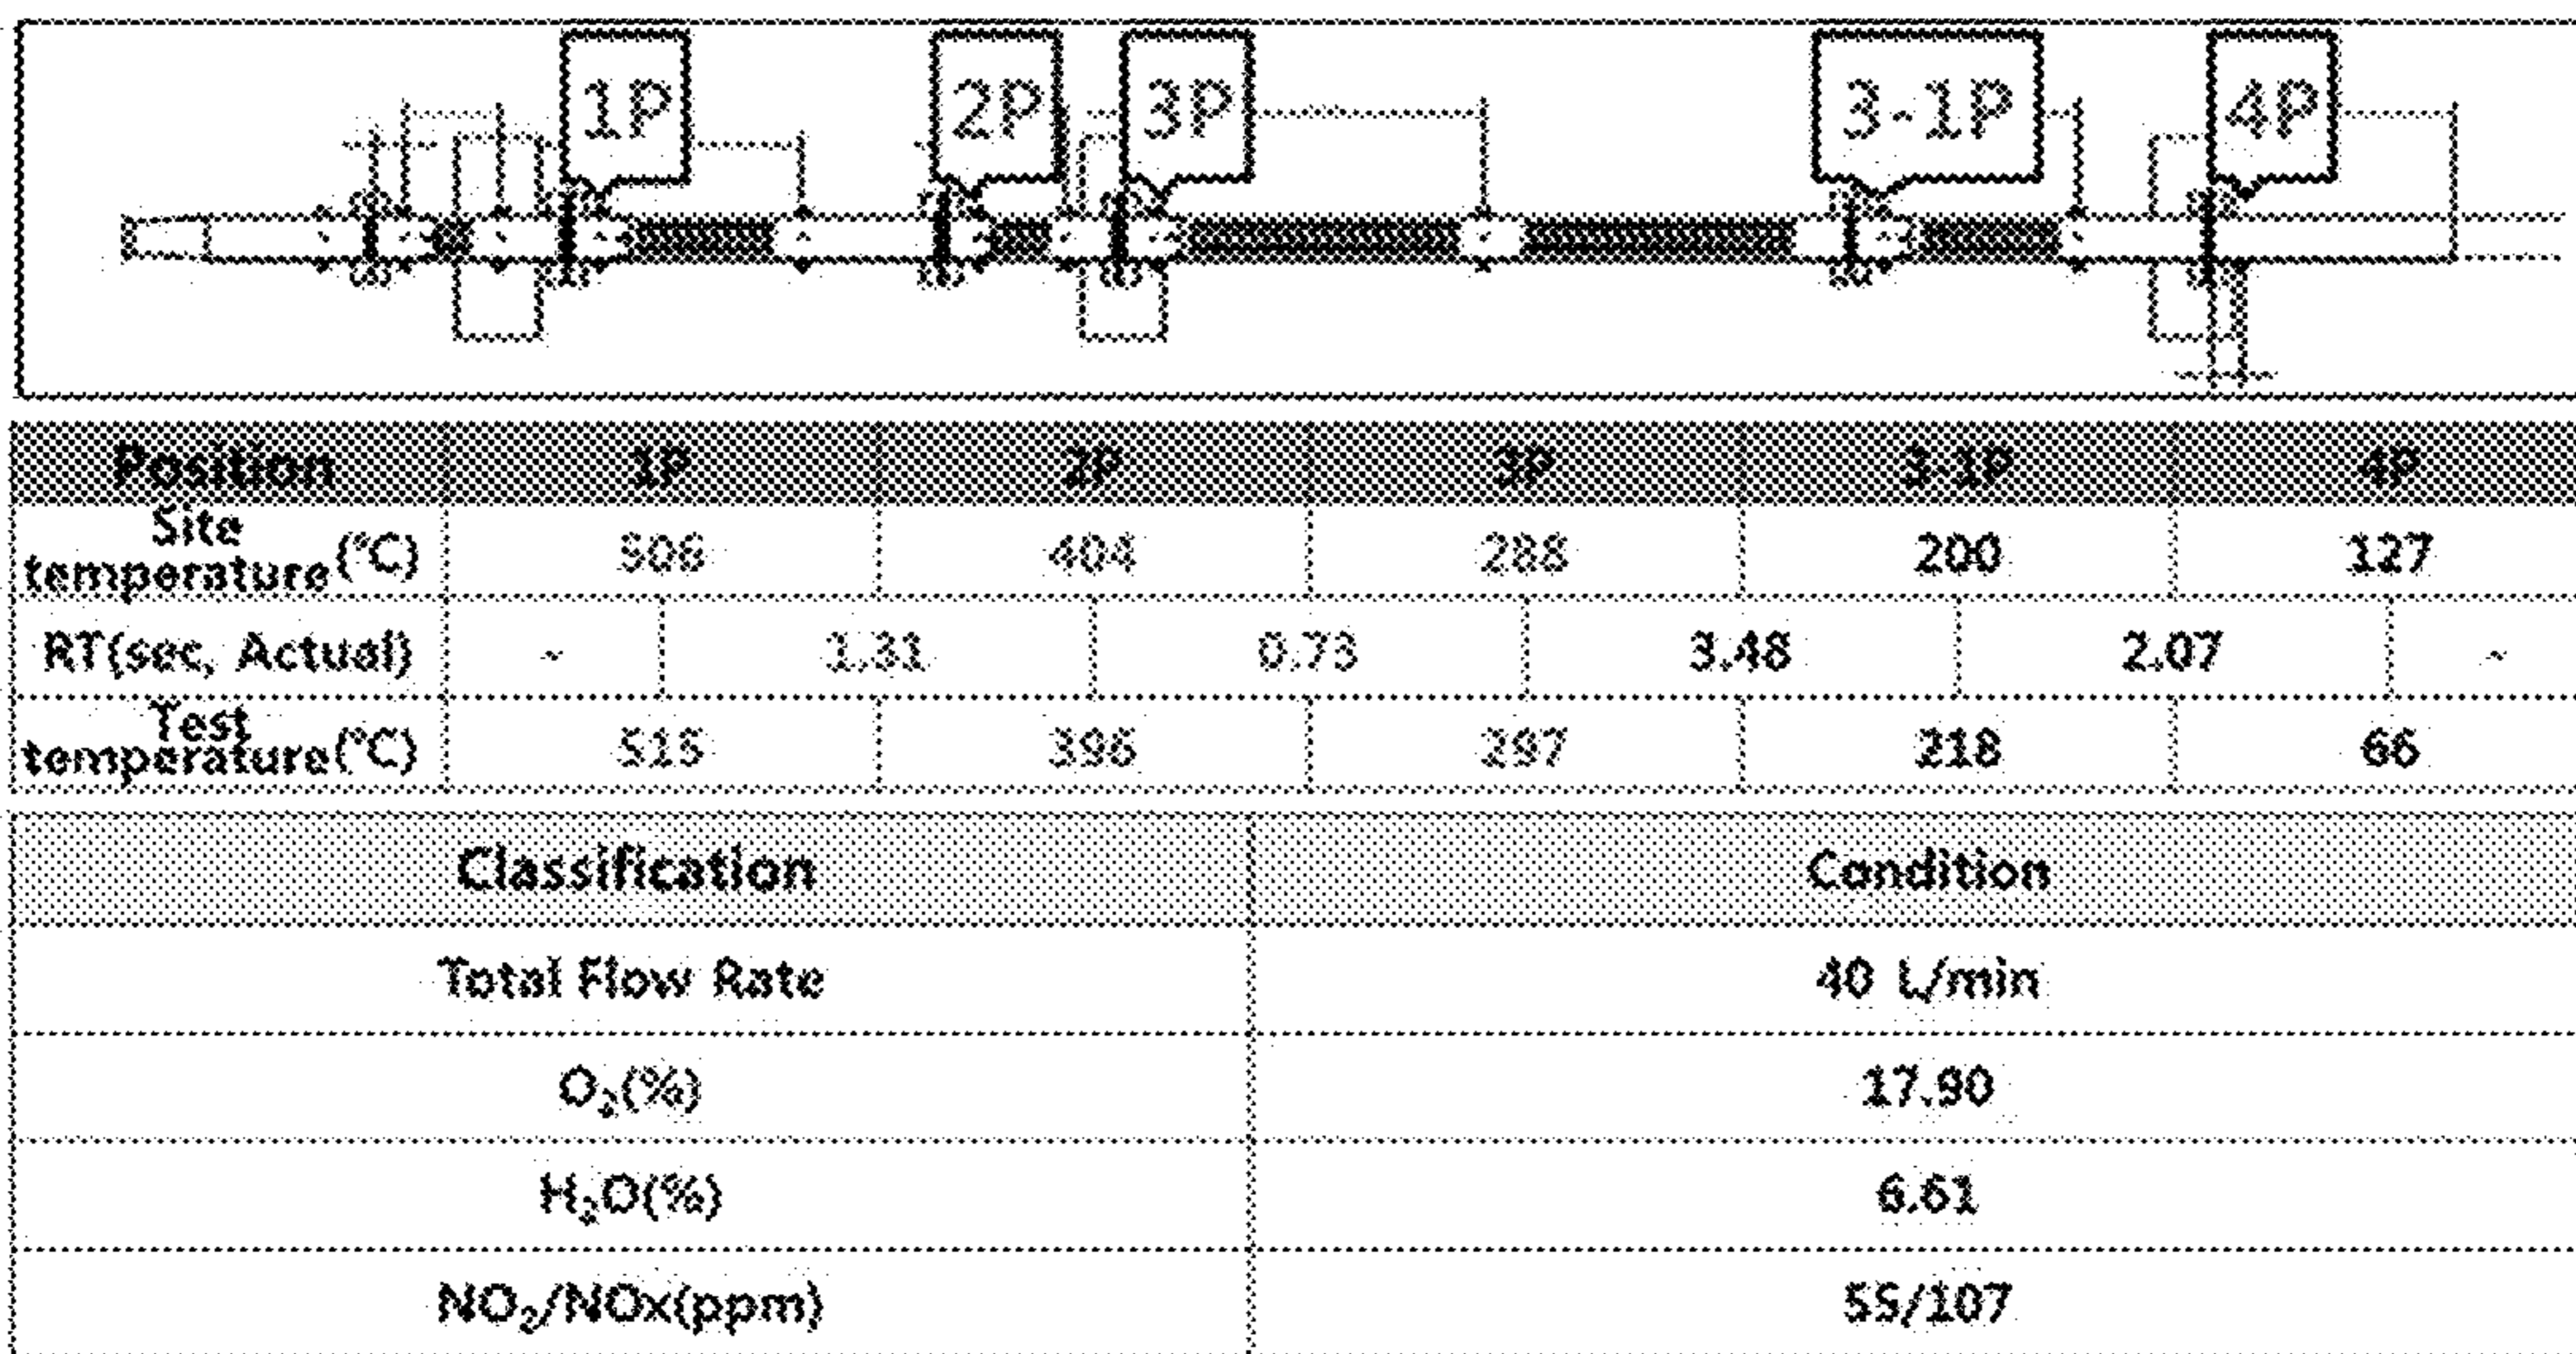 1P 2P 3P 3-1P 4P
Position 1P 2P 3P 3-1P 4P
Site temperature(°C) 506 404 288 200 127
RT(sec, Actual) - 1.31 0.73 3.48 2.07 -
Test temperature(°C) 515 396 297 218 66
Classification Condition
Total Flow Rate 40 L/min
O₂(%) 17.90
H₂O(%) 6.61
NO₂/NOx(ppm) 55/107